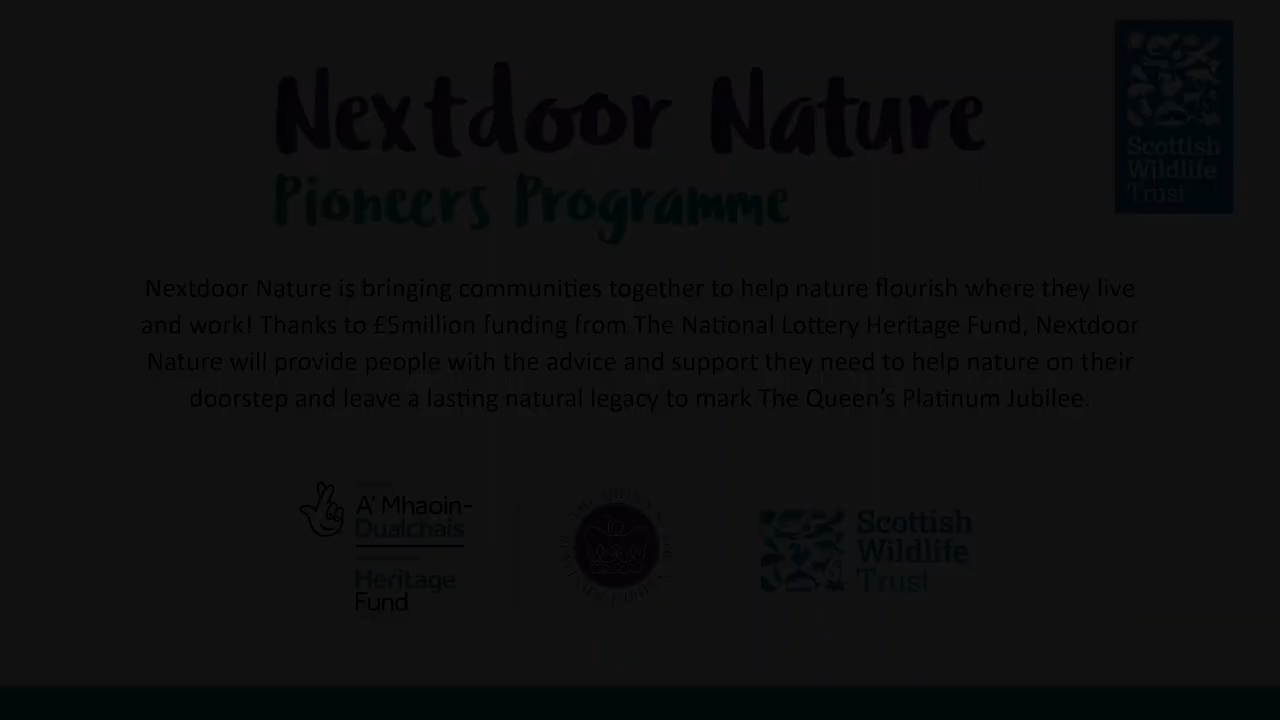 Nextdoor Nature
Pioneers Programme
Scottish
Wildlife
Trust
Nextdoor Nature is bringing communities together to help nature flourish where they live
and work! Thanks to £5million funding from The National Lottery Heritage Fund, Nextdoor
Nature will provide people with the advice and support they need to help nature on their
doorstep and leave a lasting natural legacy to mark The Queen's Platinum Jubilee.
A' Mhaoin-
Dualchais
Heritage
Fund
Scottish
Wildlife
Trust